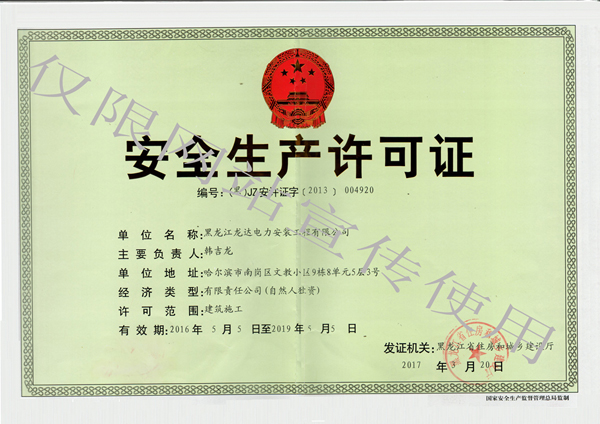 安全生产许可证
编号：(黑)JZ安许证字〔2013〕004920
单位名称：黑龙江龙达电力安装工程有限公司
主要负责人：韩吉龙
单位地址：哈尔滨市南岗区文教小区9栋8单元5层3号
经济类型：有限责任公司(自然人独资)
许可范围：建筑施工
有效期：2016年5月5日至2019年5月5日
发证机关：黑龙江省住房和城乡建设厅
2017年3月20日
国家安全生产监督管理总局监制
仅限网站宣传使用